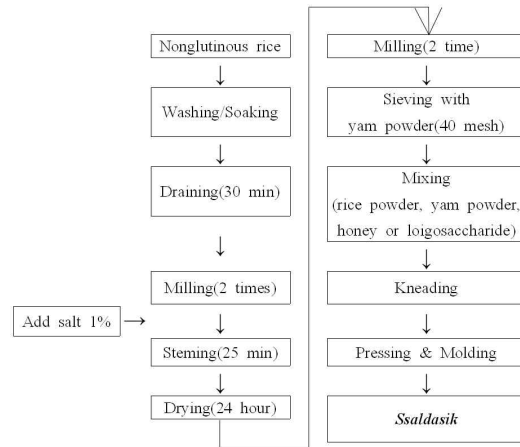 Nonglutinous rice
Washing/Soaking
Draining(30 min)
Milling(2 times)
Add salt 1%
Steming(25 min)
Drying(24 hour)
Milling(2 time)
Sieving with
yam powder(40 mesh)
Mixing
(rice powder, yam powder,
honey or loigosaccharide)
Kneading
Pressing & Molding
Ssaldasik